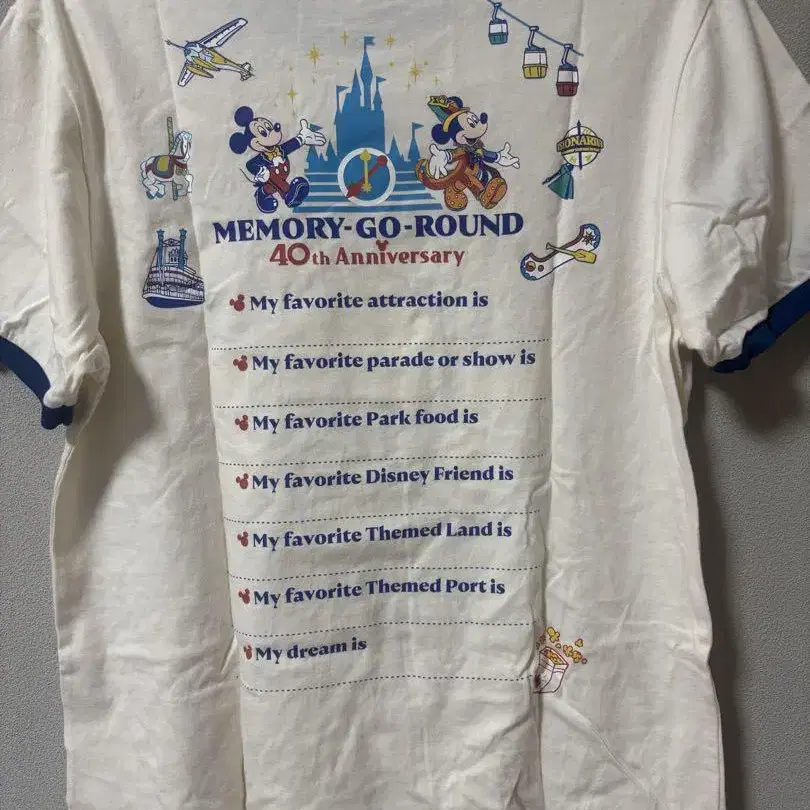 MEMORY-GO-ROUND
40th Anniversary
My favorite attraction is
My favorite parade or show is
My favorite Park food is
My favorite Disney Friend is
My favorite Themed Land is
My favorite Themed Port is
My dream is